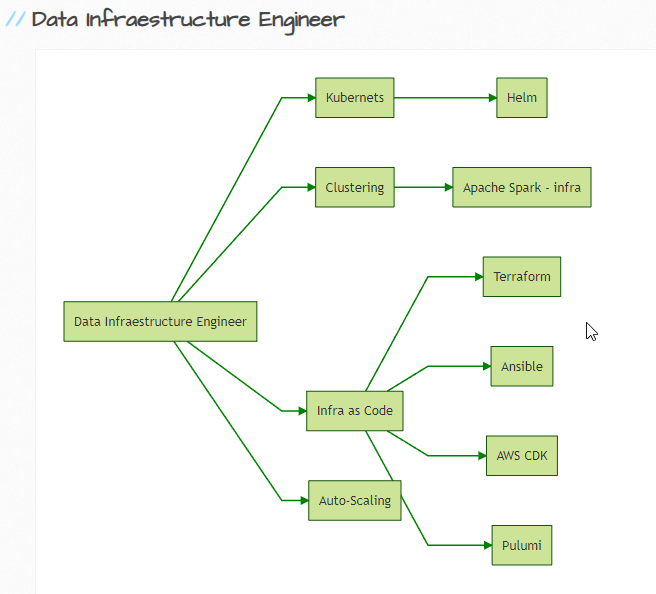 // Data Infraestructure Engineer
Kubernets
Helm
Clustering
Apache Spark - infra
Terraform
Data Infraestructure Engineer
Ansible
Infra as Code
AWS CDK
Auto-Scaling
Pulumi